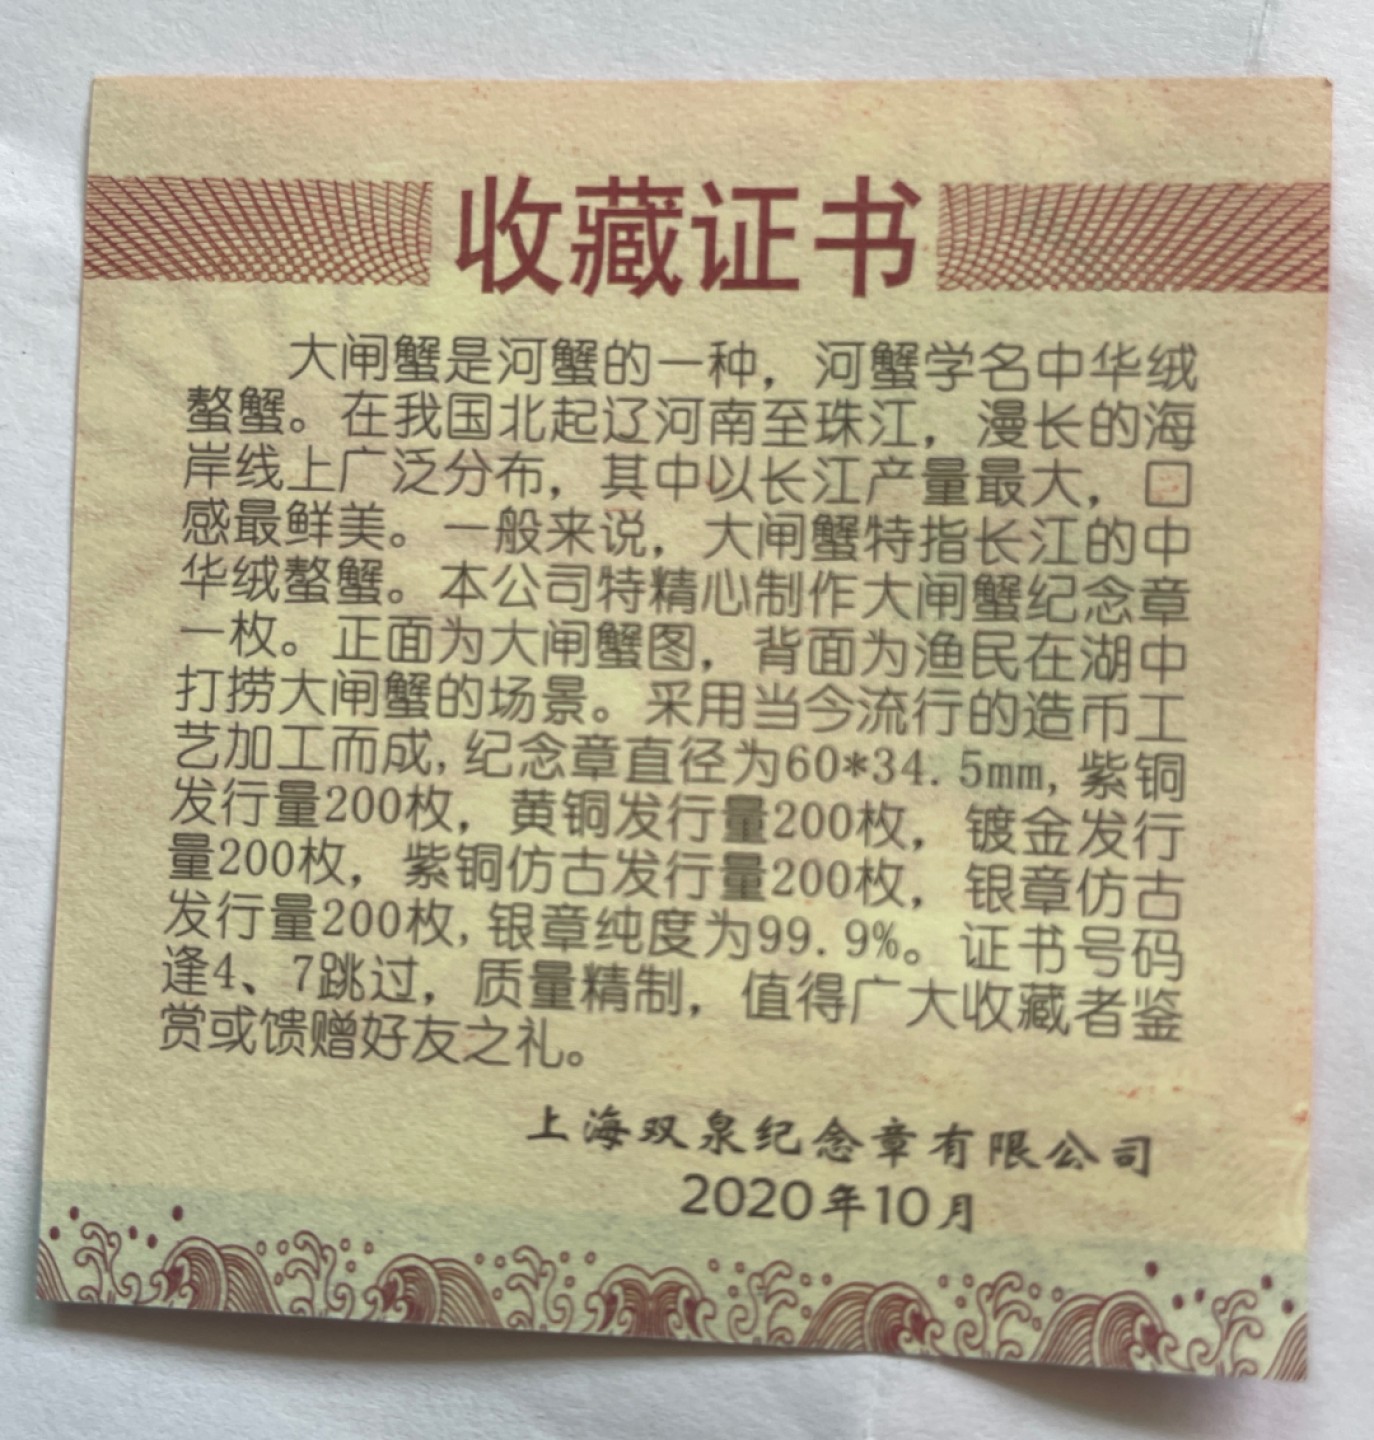 收藏证书
大闸蟹是河蟹的一种，河蟹学名中华绒
螯蟹。在我国北起辽河南至珠江，漫长的海
岸线上广泛分布，其中以长江产量最大，口
感最鲜美。一般来说，大闸蟹特指长江的中
华绒螯蟹。本公司特精心制作大闸蟹纪念章
一枚。正面为大闸蟹图，背面为渔民在湖中
打捞大闸蟹的场景。采用当今流行的造币工
艺加工而成,纪念章直径为60*34.5mm,紫铜
发行量200枚，黄铜发行量200枚，镀金发行
量200枚，紫铜仿古发行量200枚，银章仿古
发行量200枚,银章纯度为99.9%。证书号码
逢4、7跳过，质量精制，值得广大收藏者鉴
赏或馈赠好友之礼。
上海双泉纪念章有限公司
2020年10月